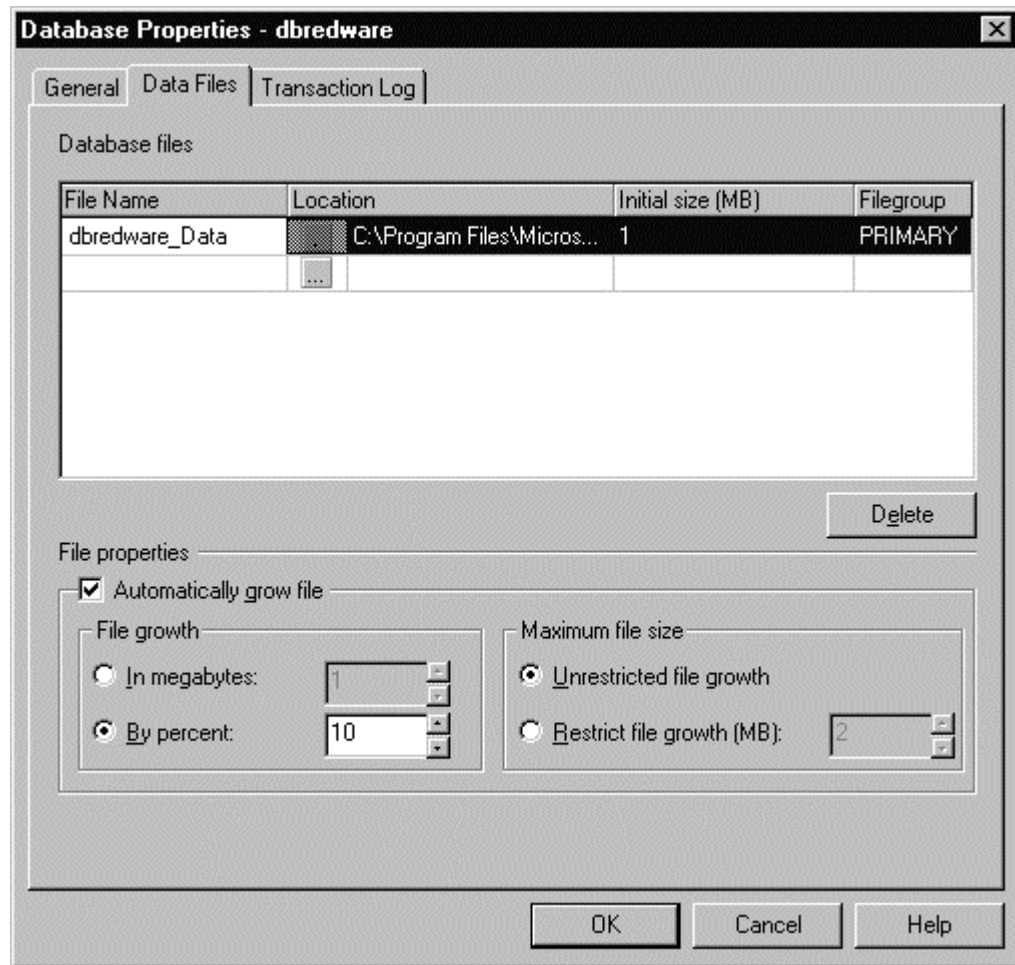 Database Properties - dbredware
General Data Files Transaction Log
Database files
File Name Location Initial size (MB) Filegroup
dbredware_Data . C:\Program Files\Micros... 1 PRIMARY
...
Delete
File properties
Automatically grow file
File growth Maximum file size
In megabytes: 1 Unrestricted file growth
By percent: 10 Restrict file growth (MB): 2
OK Cancel Help